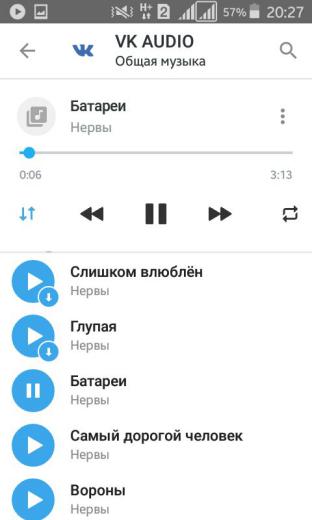 H+ 2 57% 20:27
VK AUDIO
Общая музыка
Батареи
Нервы
0:06 3:13
Слишком влюблён
Нервы
Глупая
Нервы
Батареи
Нервы
Самый дорогой человек
Нервы
Вороны
Нервы